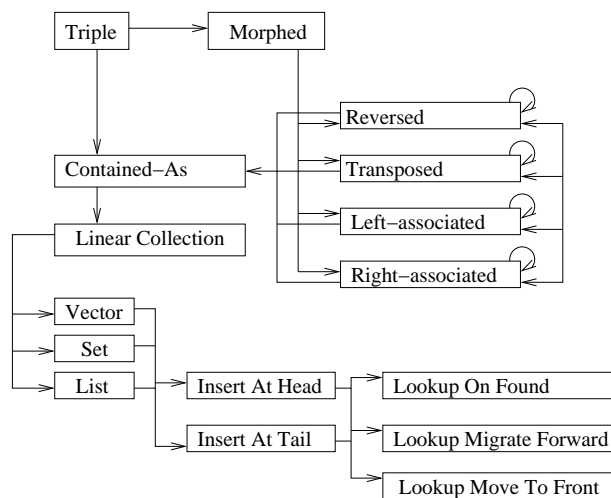 Triple
Morphed
Reversed
Contained−As
Transposed
Linear Collection
Left−associated
Right−associated
Vector
Set
List
Insert At Head
Lookup On Found
Insert At Tail
Lookup Migrate Forward
Lookup Move To Front